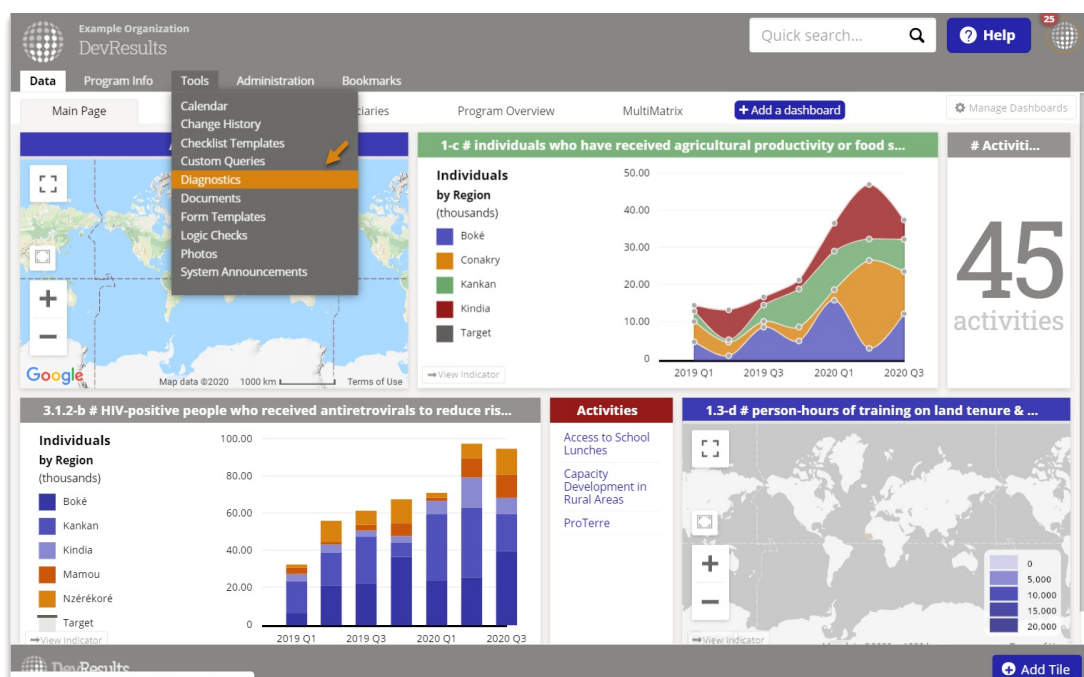 Example Organization
DevResults
Quick search...
Help
25
Data Program Info Tools Administration Bookmarks
Main Page
ciaries
Program Overview
MultiMatrix
Add a dashboard
Manage Dashboards
Calendar
Change History
Checklist Templates
Custom Queries
Diagnostics
Documents
Form Templates
Logic Checks
Photos
System Announcements
Google
Map data ©2020
1000 km
Terms of Use
1-c # individuals who have received agricultural productivity or food s...
Individuals
by Region
(thousands)
Boké
Conakry
Kankan
Kindia
Target
View Indicator
50.00
40.00
30.00
20.00
10.00
0
2019 Q1 2019 Q3 2020 Q1 2020 Q3
# Activiti...
45
activities
3.1.2-b # HIV-positive people who received antiretrovirals to reduce ris...
Individuals
by Region
(thousands)
Boké
Kankan
Kindia
Mamou
Nzérékoré
Target
View Indicator
100.00
80.00
60.00
40.00
20.00
0
2019 Q1 2019 Q3 2020 Q1 2020 Q3
Activities
Access to School
Lunches
Capacity
Development in
Rural Areas
ProTerre
1.3-d # person-hours of training on land tenure & ...
0
5,000
10,000
15,000
20,000
View Indicator
DevResults
Add Tile